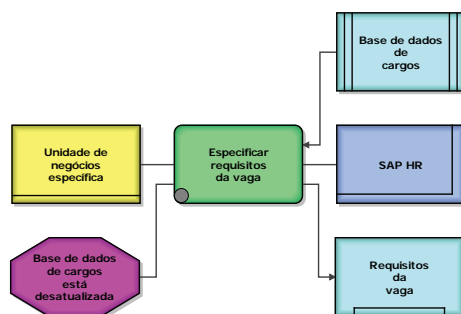 Base de dados
de
cargos
Unidade de
negócios
específica
Especificar
requisitos
da vaga
SAP HR
Base de dados
de cargos
está
desatualizada
Requisitos
da
vaga